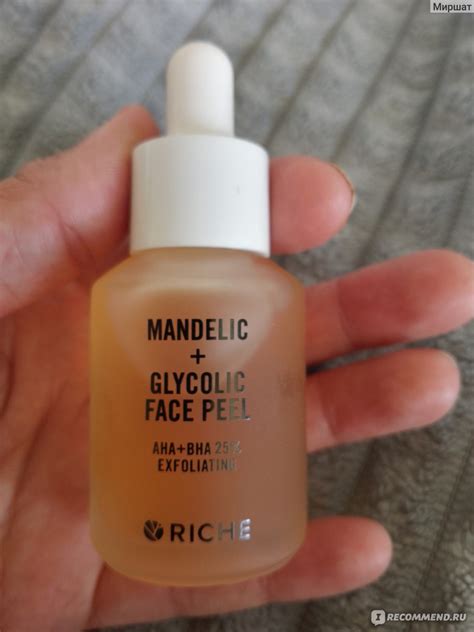 Миршат
MANDELIC
+
GLYCOLIC
FACE PEEL
AHA+BHA 25%
EXFOLIATING
RICHE
RECOMMEND.RU